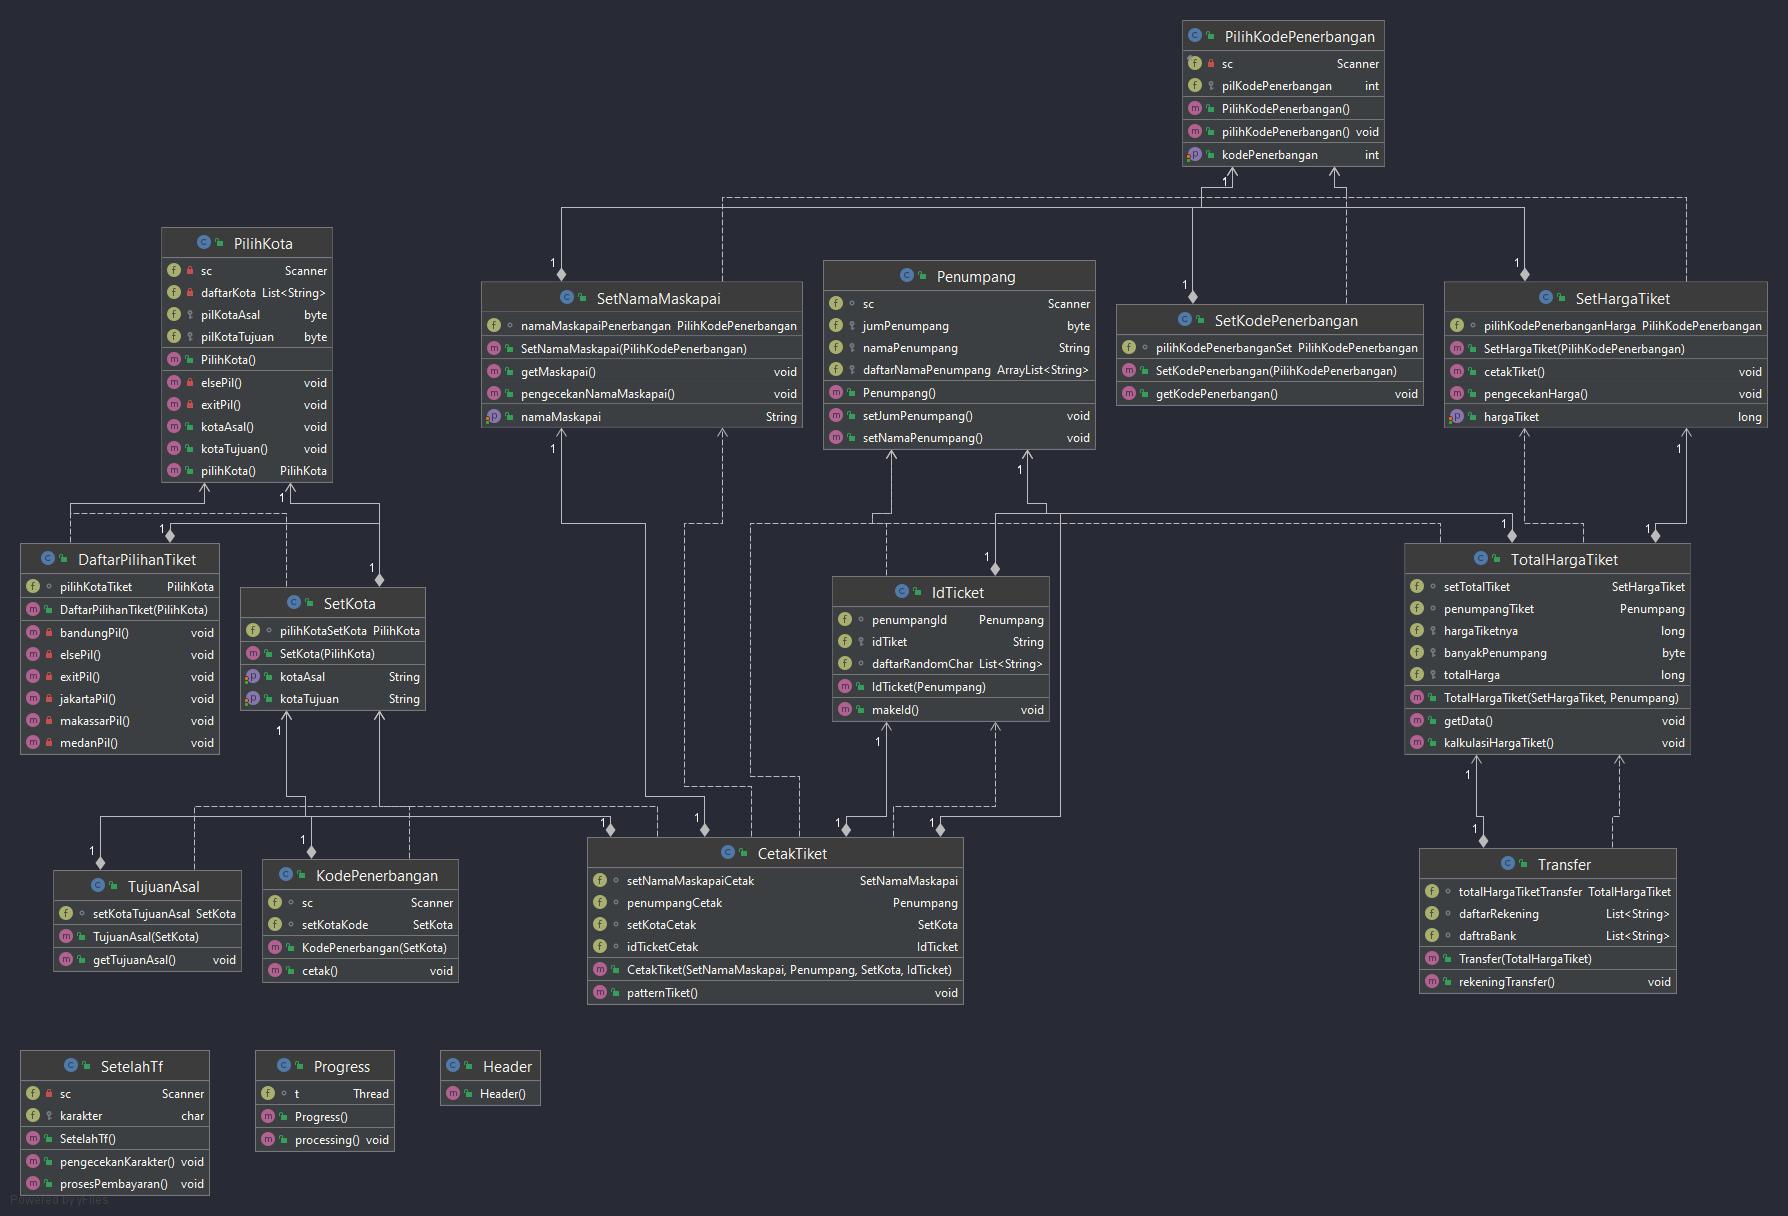 PilihKodePenerbangan
sc Scanner
pilKodePenerbangan int
PilihKodePenerbangan()
pilihKodePenerbangan() void
kodePenerbangan int
1
PilihKota
sc Scanner
daftarKota List<String>
pilKotaAsal byte
pilKotaTujuan byte
PilihKota()
elsePil() void
exitPil() void
kotaAsal() void
kotaTujuan() void
pilihKota() PilihKota
1
1
SetNamaMaskapai
namaMaskapaiPenerbangan PilihKodePenerbangan
SetNamaMaskapai(PilihKodePenerbangan)
getMaskapai() void
pengecekanNamaMaskapai() void
namaMaskapai String
1
Penumpang
sc Scanner
jumPenumpang byte
namaPenumpang String
daftarNamaPenumpang ArrayList<String>
Penumpang()
setJumPenumpang() void
setNamaPenumpang() void
1
1
SetKodePenerbangan
pilihKodePenerbanganSet PilihKodePenerbangan
SetKodePenerbangan(PilihKodePenerbangan)
getKodePenerbangan() void
1
SetHargaTiket
pilihKodePenerbanganHarga PilihKodePenerbangan
SetHargaTiket(PilihKodePenerbangan)
cetakTiket() void
pengecekanHarga() void
hargaTiket long
1
1
DaftarPilihanTiket
pilihKotaTiket PilihKota
DaftarPilihanTiket(PilihKota)
bandungPil() void
elsePil() void
exitPil() void
jakartaPil() void
makassarPil() void
medanPil() void
1
SetKota
pilihKotaSetKota PilihKota
SetKota(PilihKota)
kotaAsal String
kotaTujuan String
1
1
IdTicket
penumpangId Penumpang
idTiket String
daftarRandomChar List<String>
IdTicket(Penumpang)
makeId() void
1
1
1
TotalHargaTiket
setTotalTiket SetHargaTiket
penumpangTiket Penumpang
hargaTiketnya long
banyakPenumpang byte
totalHarga long
TotalHargaTiket(SetHargaTiket, Penumpang)
getData() void
kalkulasiHargaTiket() void
1
1
TujuanAsal
setKotaTujuanAsal SetKota
TujuanAsal(SetKota)
getTujuanAsal() void
1
KodePenerbangan
sc Scanner
setKotaKode SetKota
KodePenerbangan(SetKota)
cetak() void
1 1 1 1
CetakTiket
setNamaMaskapaiCetak SetNamaMaskapai
penumpangCetak Penumpang
setKotaCetak SetKota
idTicketCetak IdTicket
CetakTiket(SetNamaMaskapai, Penumpang, SetKota, IdTicket)
patternTiket() void
1
Transfer
totalHargaTiketTransfer TotalHargaTiket
daftarRekening List<String>
daftraBank List<String>
Transfer(TotalHargaTiket)
rekeningTransfer() void
SetelahTf
sc Scanner
karakter char
SetelahTf()
pengecekanKarakter() void
prosesPembayaran() void
Progress
t Thread
Progress()
processing() void
Header
Header()
Powered by yFiles